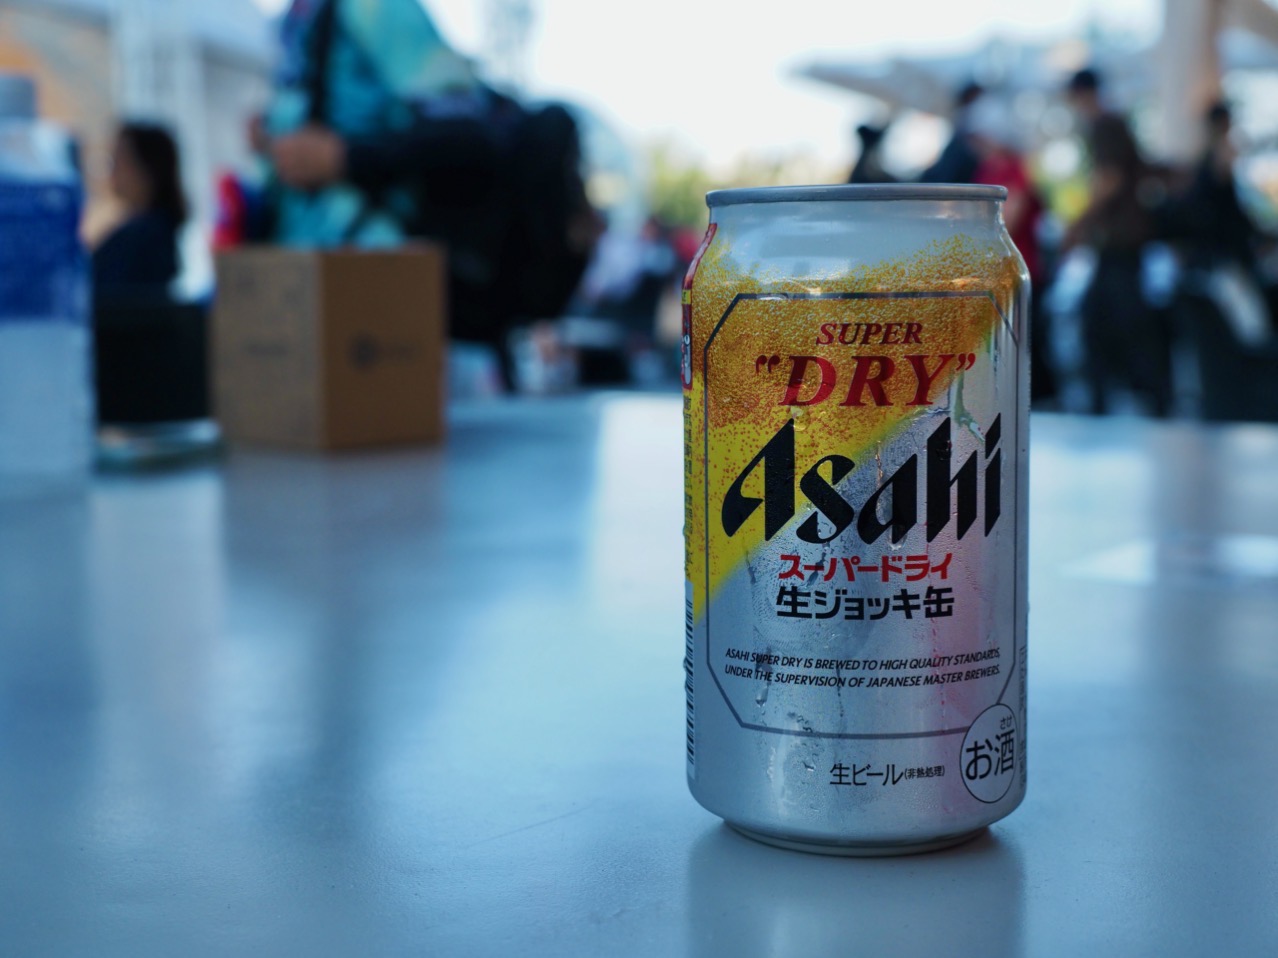 SUPER
"DRY"
Asahi
スーパードライ
生ジョッキ缶
ASAHI SUPER DRY IS BREWED TO HIGH QUALITY STANDARDS,
UNDER THE SUPERVISION OF JAPANESE MASTER BREWERS.
さけ
お酒
生ビール(非熱処理)